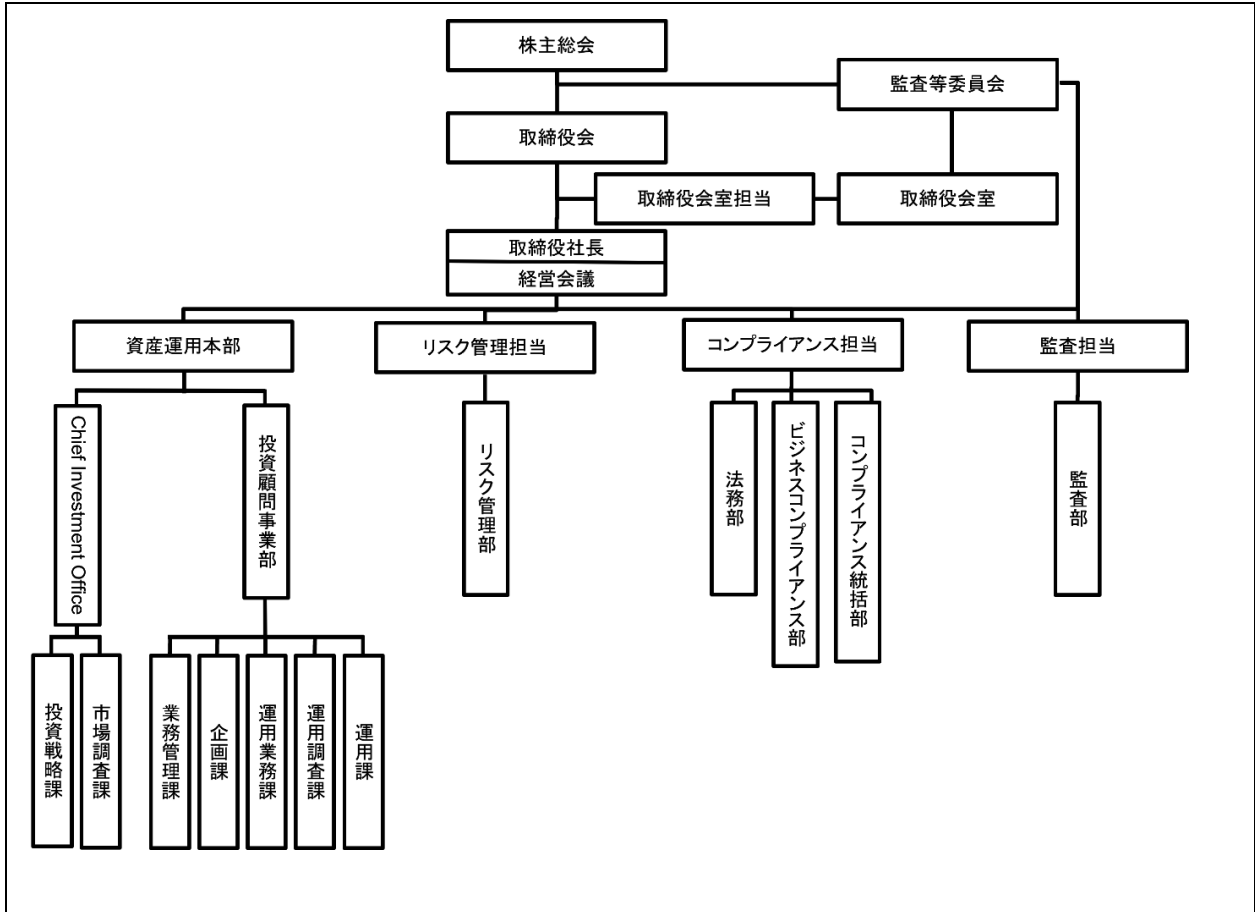 株主総会
監査等委員会
取締役会
取締役会室担当
取締役会室
取締役社長
経営会議
資産運用本部
リスク管理担当
コンプライアンス担当
監査担当
Chief Investment Office
投資顧問事業部
リスク管理部
法務部
ビジネスコンプライアンス部
コンプライアンス統括部
監査部
投資戦略課
市場調査課
業務管理課
企画課
運用業務課
運用調査課
運用課